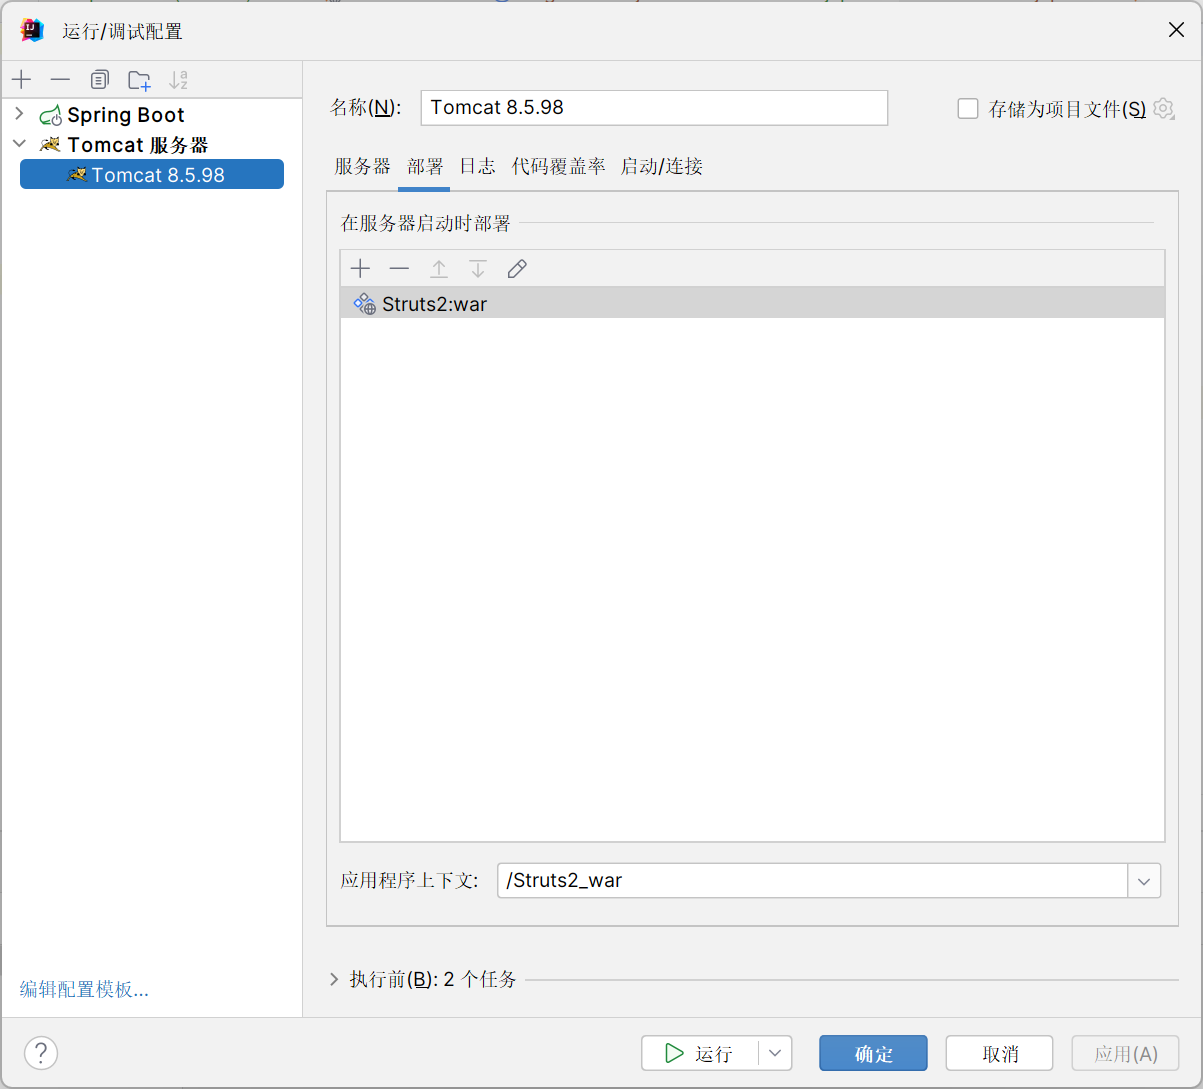 运行/调试配置
Spring Boot
Tomcat 服务器
Tomcat 8.5.98
编辑配置模板...
名称(N):
Tomcat 8.5.98
存储为项目文件(S)
服务器 部署 日志 代码覆盖率 启动/连接
在服务器启动时部署
Struts2:war
应用程序上下文:
/Struts2_war
执行前(B): 2 个任务
?
运行
确定
取消
应用(A)